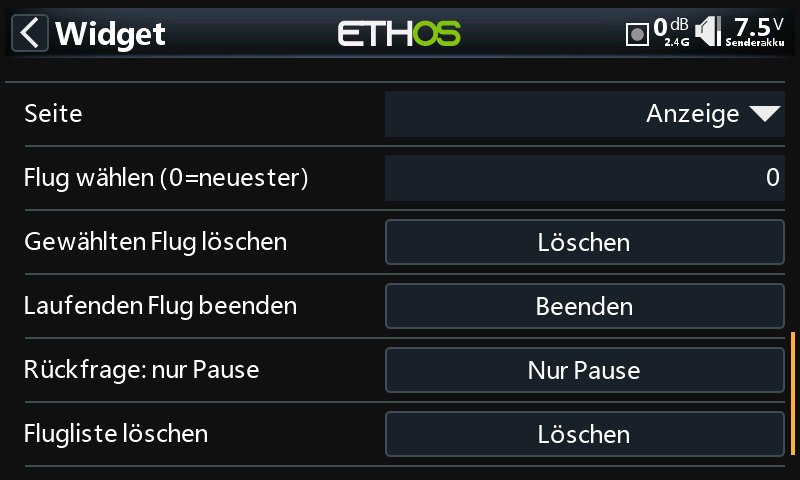 Widget
ETHOS
0 dB
2.4G
7.5V
Senderakku
Seite
Anzeige
Flug wählen (0=neuester)
0
Gewählten Flug löschen
Löschen
Laufenden Flug beenden
Beenden
Rückfrage: nur Pause
Nur Pause
Flugliste löschen
Löschen